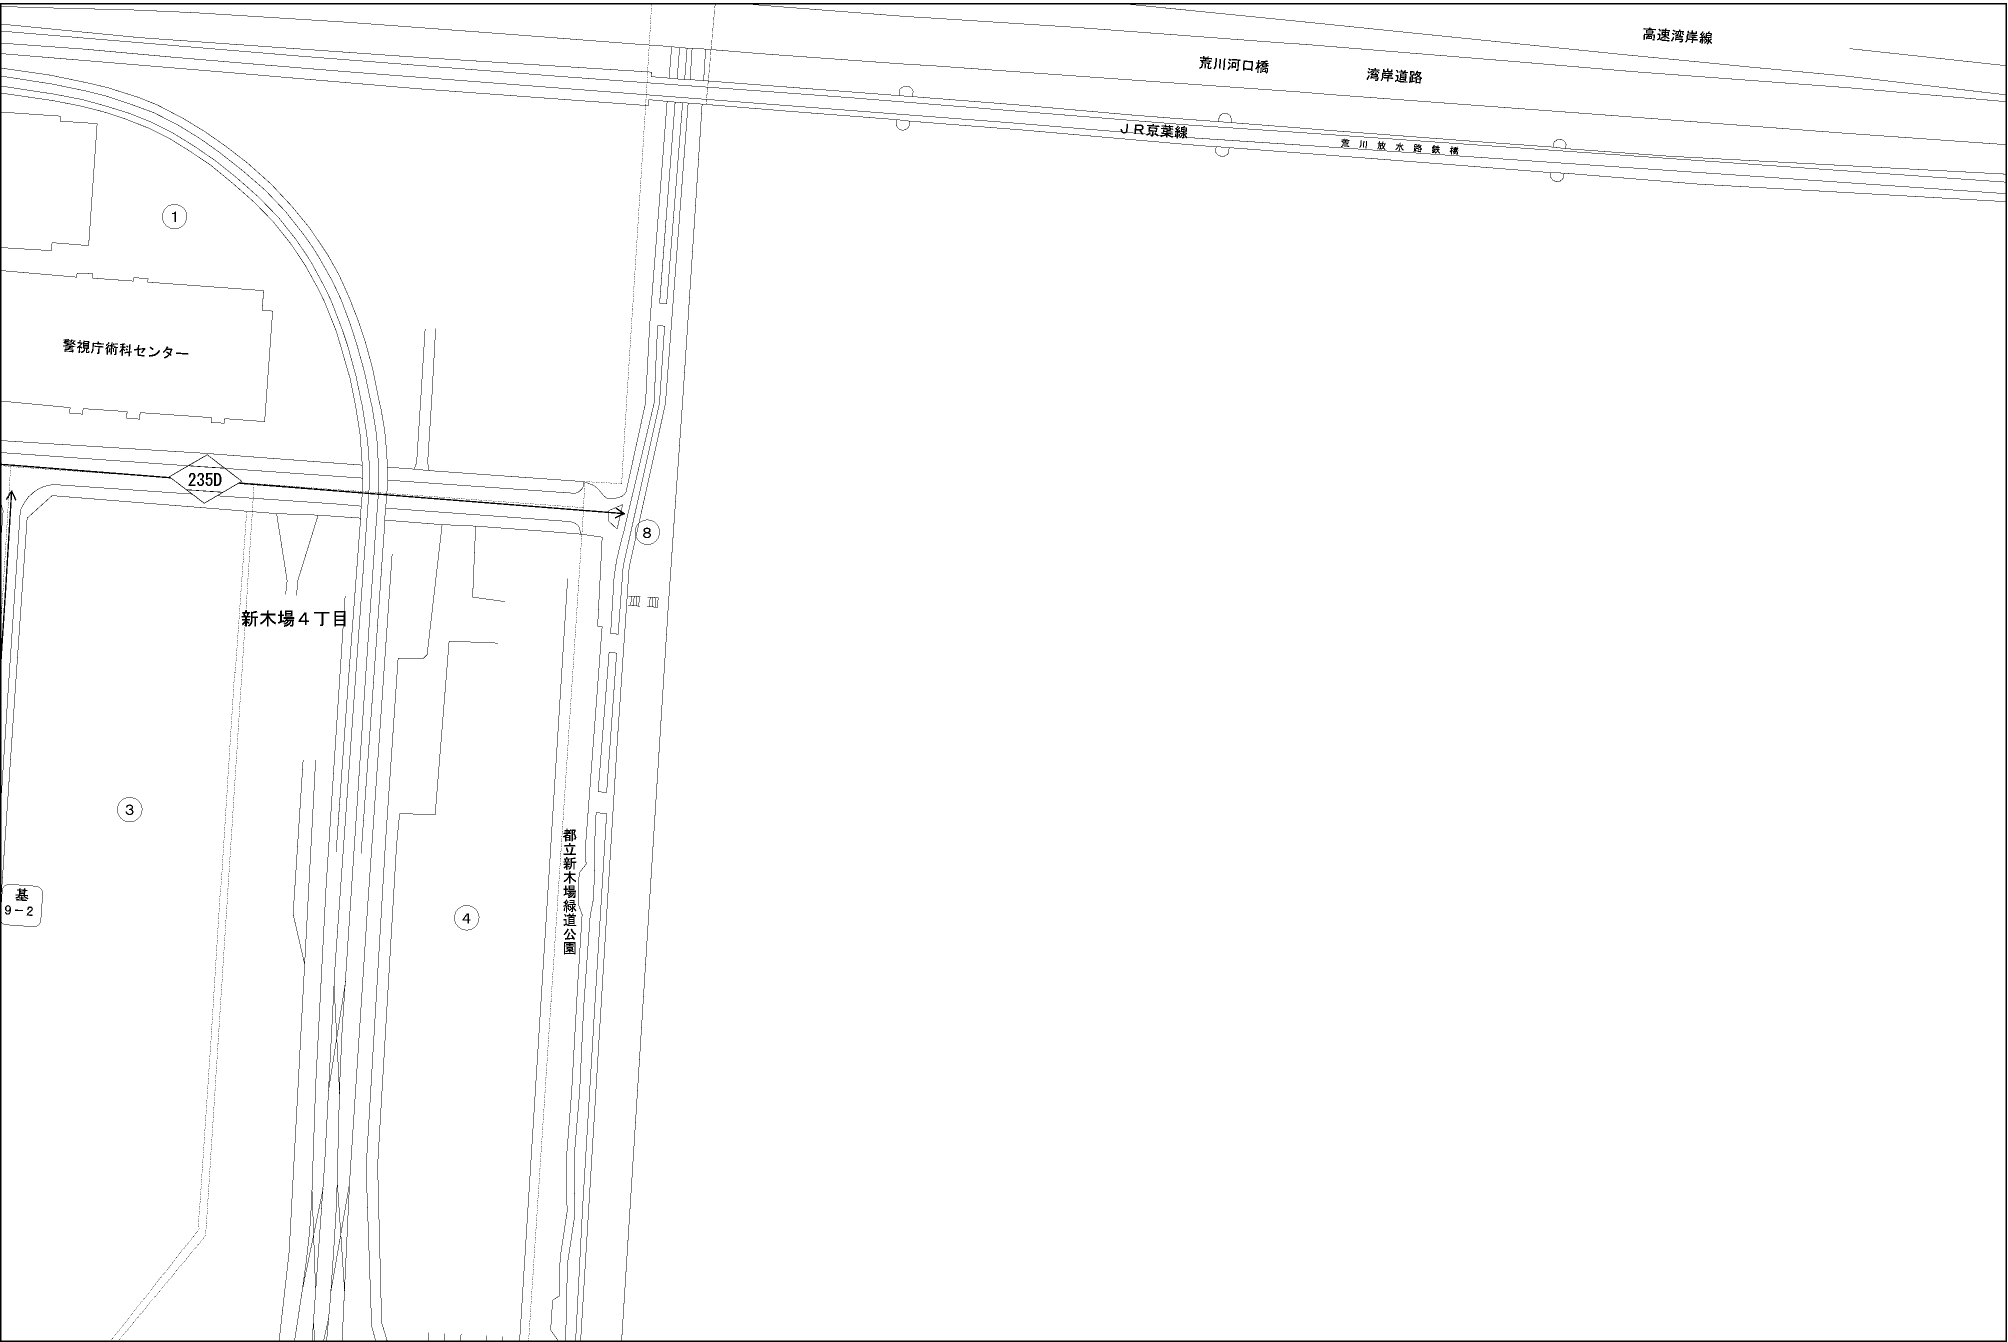 高速湾岸線
荒川河口橋
湾岸道路
ＪＲ京葉線
荒川放水路鉄橋
1
警視庁術科センター
235D
8
新木場４丁目
3
都立新木場緑道公園
基
9－2
4